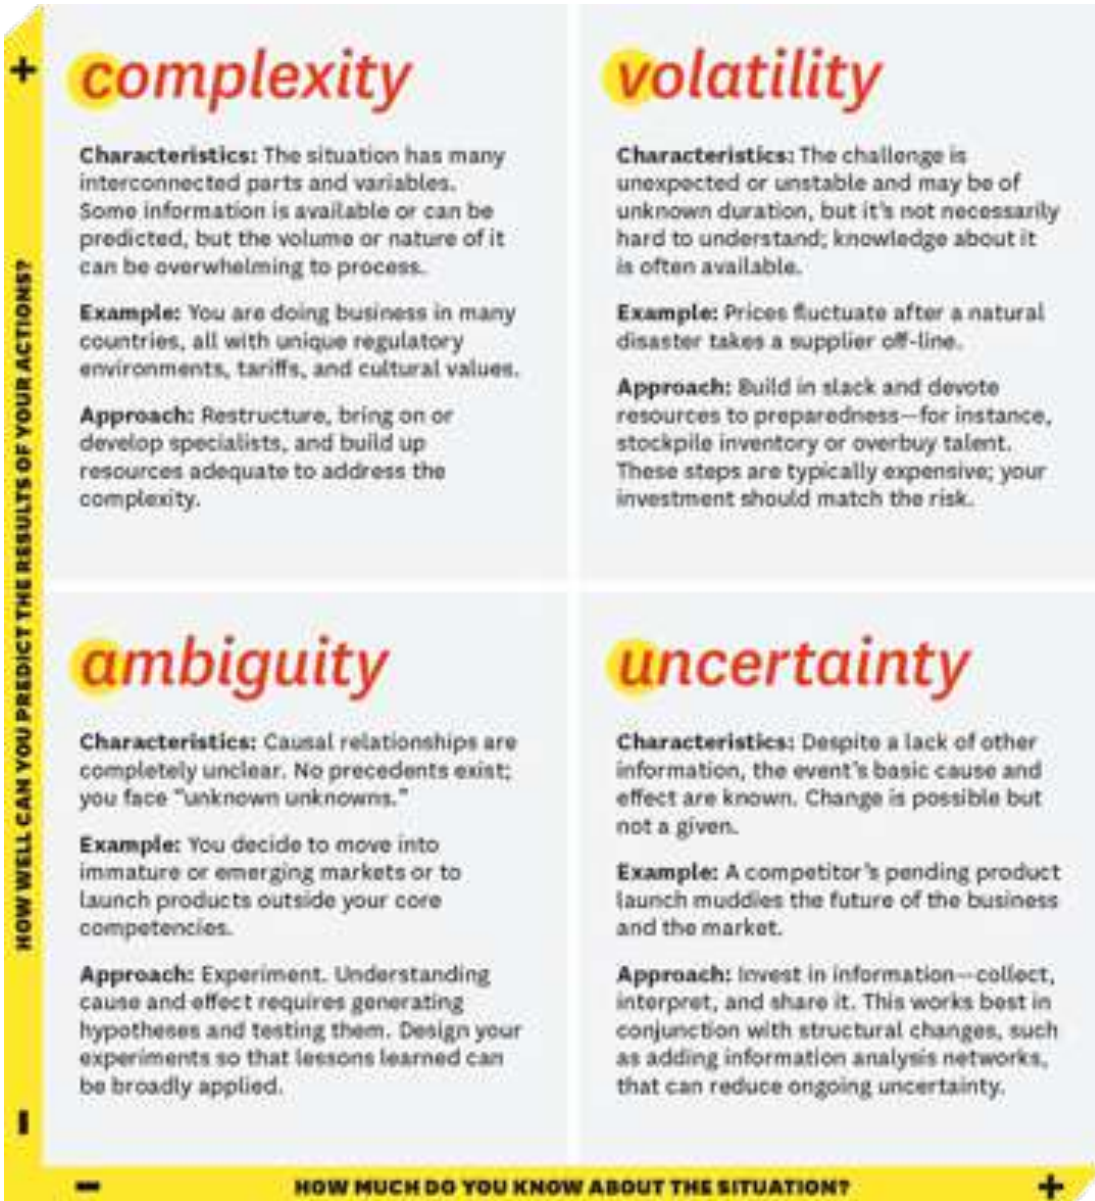 +
complexity
Characteristics: The situation has many
interconnected parts and variables.
Some information is available or can be
predicted, but the volume or nature of it
can be overwhelming to process.
Example: You are doing business in many
countries, all with unique regulatory
environments, tariffs, and cultural values.
Approach: Restructure, bring on or
develop specialists, and build up
resources adequate to address the
complexity.
volatility
Characteristics: The challenge is
unexpected or unstable and may be of
unknown duration, but it's not necessarily
hard to understand; knowledge about it
is often available.
Example: Prices fluctuate after a natural
disaster takes a supplier off-line.
Approach: Build in slack and devote
resources to preparedness—for instance,
stockpile inventory or overbuy talent.
These steps are typically expensive; your
investment should match the risk.
HOW WELL CAN YOU PREDICT THE RESULTS OF YOUR ACTIONS?
ambiguity
Characteristics: Causal relationships are
completely unclear. No precedents exist;
you face "unknown unknowns."
Example: You decide to move into
immature or emerging markets or to
launch products outside your core
competencies.
Approach: Experiment. Understanding
cause and effect requires generating
hypotheses and testing them. Design your
experiments so that lessons learned can
be broadly applied.
uncertainty
Characteristics: Despite a lack of other
information, the event's basic cause and
effect are known. Change is possible but
not a given.
Example: A competitor's pending product
launch muddies the future of the business
and the market.
Approach: Invest in information—collect,
interpret, and share it. This works best in
conjunction with structural changes, such
as adding information analysis networks,
that can reduce ongoing uncertainty.
-
- HOW MUCH DO YOU KNOW ABOUT THE SITUATION? +